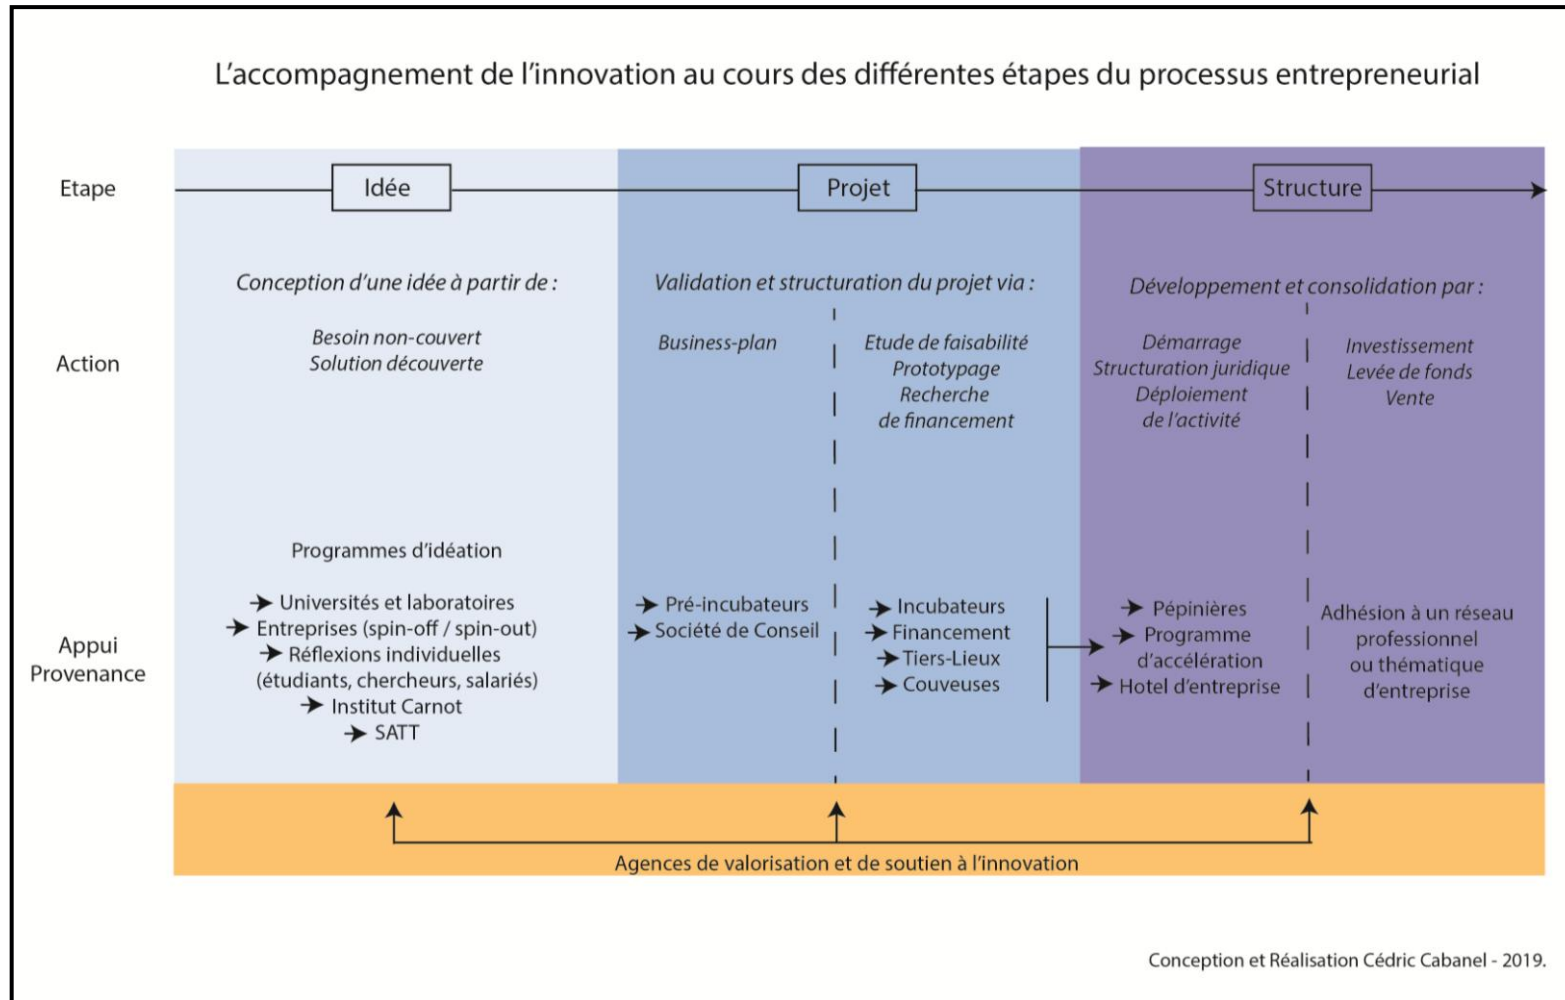 L’accompagnement de l’innovation au cours des différentes étapes du processus entrepreneurial
Etape
Idée
Projet
Structure
Action
Conception d’une idée à partir de :
Besoin non-couvert
Solution découverte
Validation et structuration du projet via :
Business-plan
Etude de faisabilité
Prototypage
Recherche
de financement
Développement et consolidation par :
Démarrage
Structuration juridique
Déploiement
de l’activité
Investissement
Levée de fonds
Vente
Appui
Provenance
Programmes d’idéation
Universités et laboratoires
Entreprises (spin-off / spin-out)
Réflexions individuelles
(étudiants, chercheurs, salariés)
Institut Carnot
SATT
Pré-incubateurs
Société de Conseil
Incubateurs
Financement
Tiers-Lieux
Couveuses
Pépinières
Programme
d’accélération
Hotel d’entreprise
Adhésion à un réseau
professionnel
ou thématique
d’entreprise
Agences de valorisation et de soutien à l’innovation
Conception et Réalisation Cédric Cabanel - 2019.